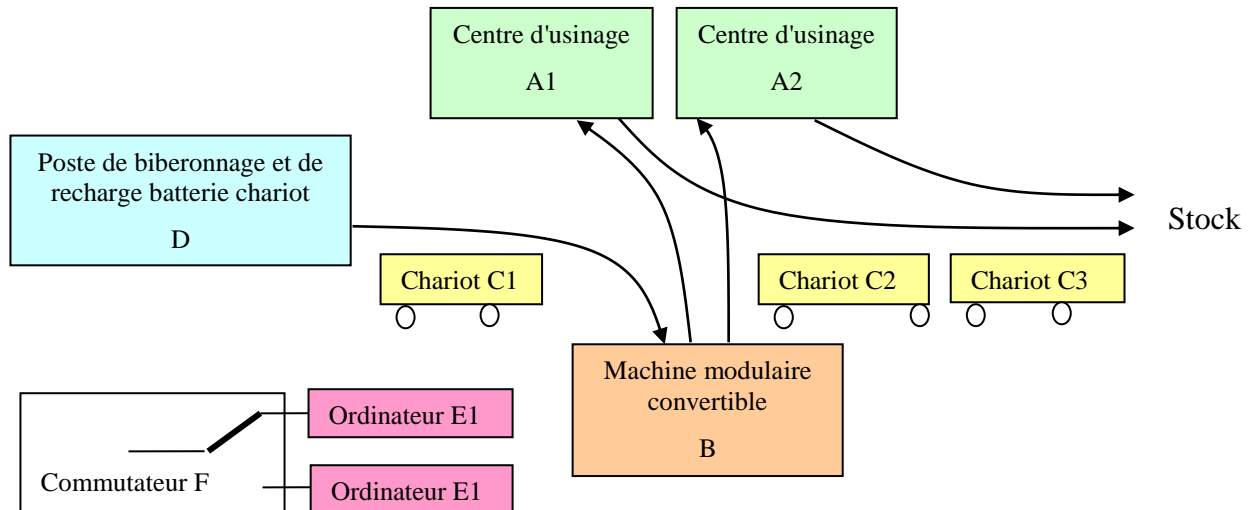 Centre d'usinage
A1
Centre d'usinage
A2
Poste de biberonnage et de
recharge batterie chariot
D
Stock
Chariot C1
Chariot C2
Chariot C3
Machine modulaire
convertible
B
Ordinateur E1
Commutateur F
Ordinateur E1